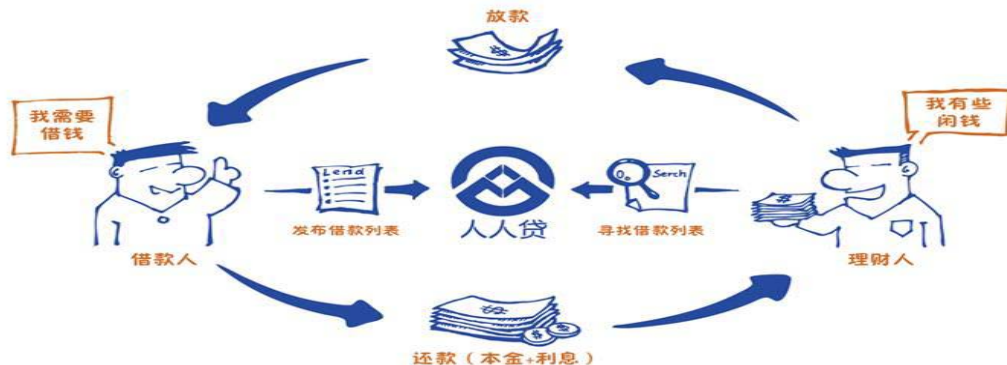 放款
我需要
借钱
我有些
闲钱
Lend
Serch
发布借款列表
人人贷
寻找借款列表
借款人
理财人
还款（本金+利息）